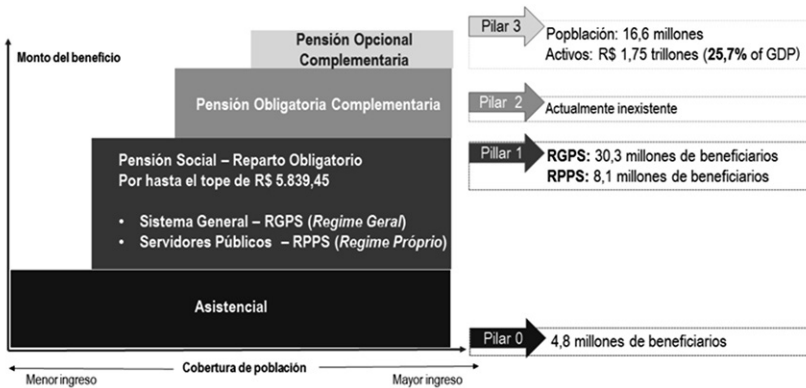 Monto del beneficio
Pensión Opcional
Complementaria
Pensión Obligatoria Complementaria
Pensión Social – Reparto Obligatorio
Por hasta el tope de R$ 5.839,45
• Sistema General – RGPS (Regime Geral)
• Servidores Públicos – RPPS (Regime Próprio)
Asistencial
Menor ingreso
Cobertura de población
Mayor ingreso
Pilar 3
Popblación: 16,6 millones
Activos: R$ 1,75 trillones (25,7% of GDP)
Pilar 2
Actualmente inexistente
Pillar 1
RGPS: 30,3 millones de beneficiarios
RPPS: 8,1 millones de beneficiarios
Pilar 0
4,8 millones de beneficiarios